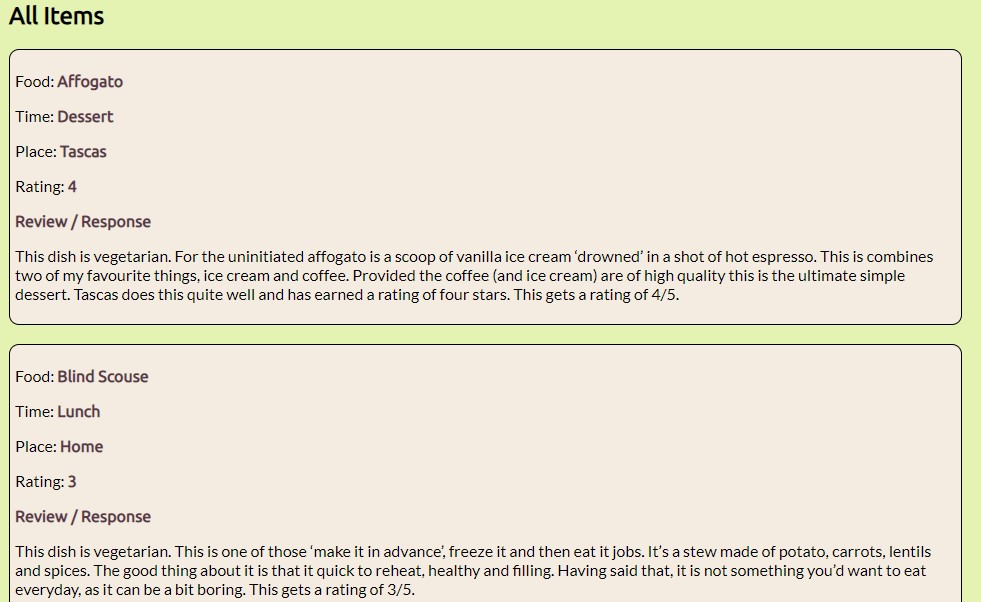 All Items
Food: Affogato
Time: Dessert
Place: Tascas
Rating: 4
Review / Response
This dish is vegetarian. For the uninitiated affogato is a scoop of vanilla ice cream ‘drowned’ in a shot of hot espresso. This is combines
two of my favourite things, ice cream and coffee. Provided the coffee (and ice cream) are of high quality this is the ultimate simple
dessert. Tascas does this quite well and has earned a rating of four stars. This gets a rating of 4/5.
Food: Blind Scouse
Time: Lunch
Place: Home
Rating: 3
Review / Response
This dish is vegetarian. This is one of those ‘make it in advance’, freeze it and then eat it jobs. It’s a stew made of potato, carrots, lentils
and spices. The good thing about it is that it quick to reheat, healthy and filling. Having said that, it is not something you’d want to eat
everyday, as it can be a bit boring. This gets a rating of 3/5.